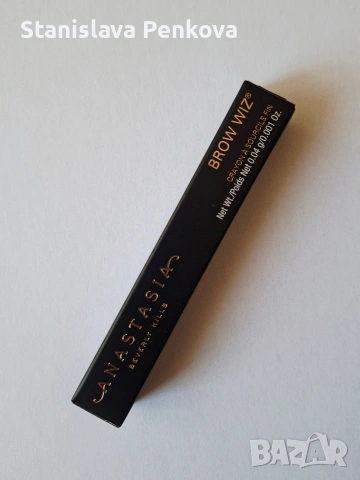 Stanislava Penkova
BROW WIZ®
CRAYON À SOURCILS FIN
Net Wt./Poids Net 0.04 g/0.001 Oz.
ANASTASIA
BEVERLY HILLS
BAZAR